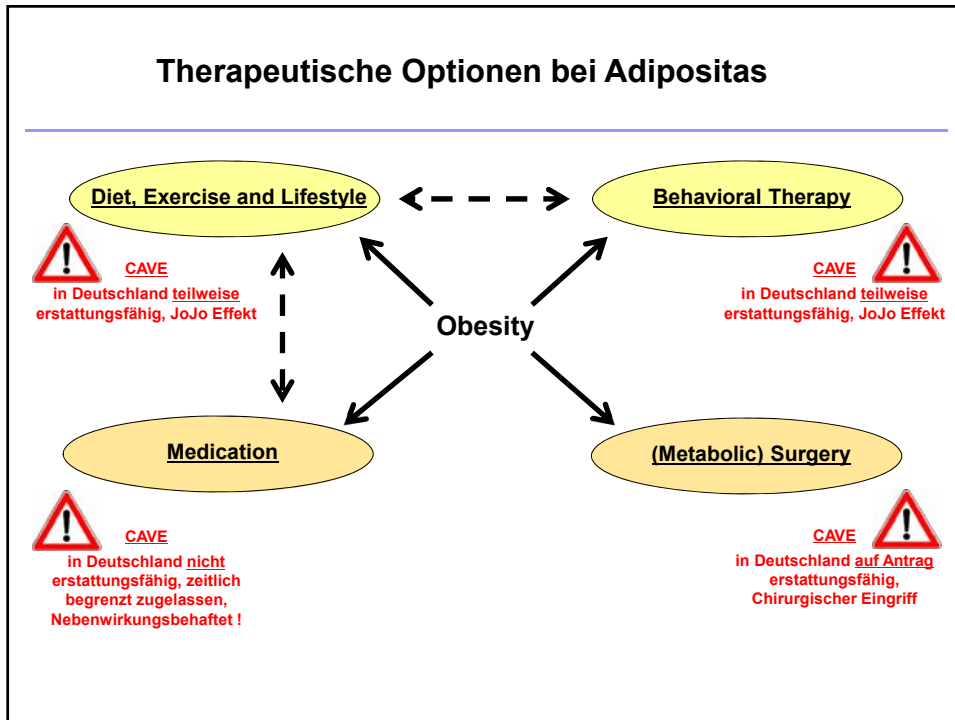 Therapeutische Optionen bei Adipositas
Diet, Exercise and Lifestyle
Behavioral Therapy
CAVE
in Deutschland teilweise
erstattungsfähig, JoJo Effekt
CAVE
in Deutschland teilweise
erstattungsfähig, JoJo Effekt
Obesity
Medication
(Metabolic) Surgery
!
CAVE
in Deutschland nicht
erstattungsfähig, zeitlich
begrenzt zugelassen,
Nebenwirkungsbehaftet !
CAVE
in Deutschland auf Antrag
erstattungsfähig,
Chirurgischer Eingriff